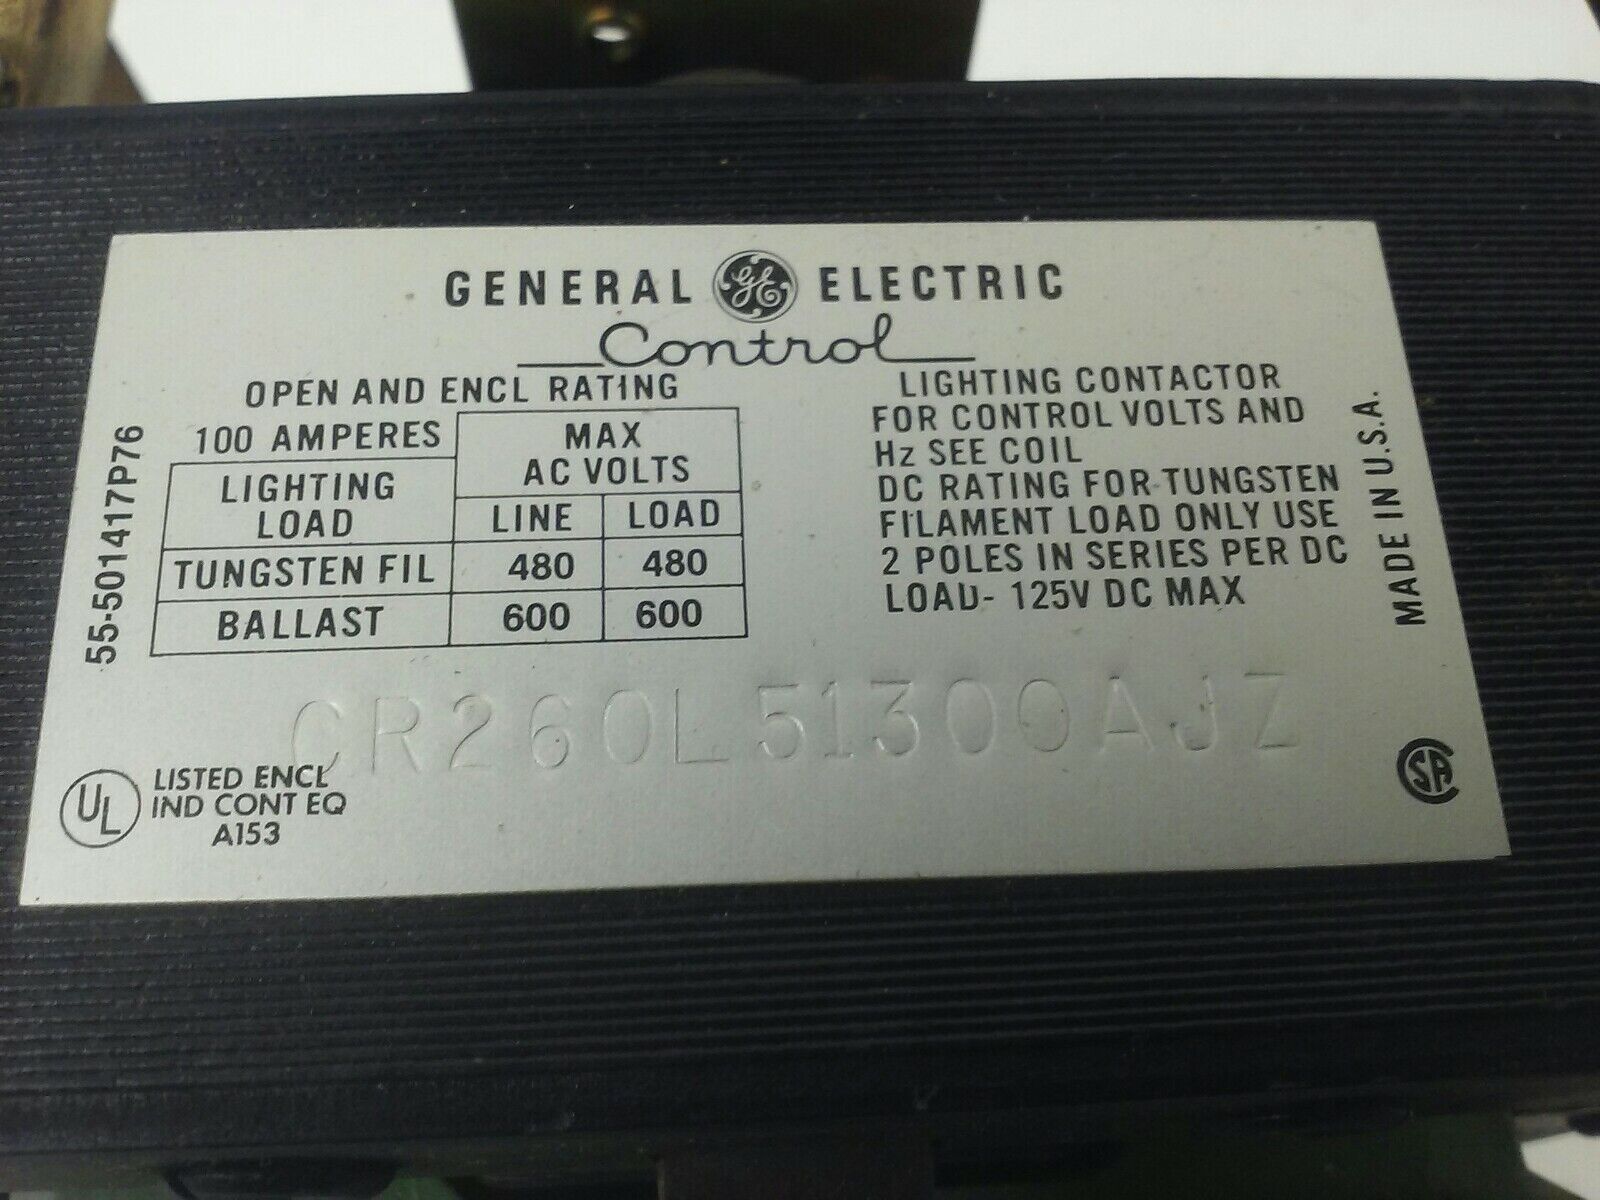 GENERAL GE ELECTRIC
Control
OPEN AND ENCL RATING
100 AMPERES
MAX
AC VOLTS
LIGHTING
LOAD
LINE LOAD
TUNGSTEN FIL 480 480
BALLAST 600 600
LIGHTING CONTACTOR
FOR CONTROL VOLTS AND
Hz SEE COIL
DC RATING FOR TUNGSTEN
FILAMENT LOAD ONLY USE
2 POLES IN SERIES PER DC
LOAD- 125V DC MAX
55-501417P76
MADE IN U.S.A.
CR260L51300AJZ
UL
LISTED ENCL
IND CONT EQ
A153
SA